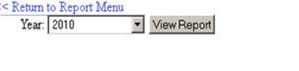 << Return to Report Menu
Year: 2010 View Report